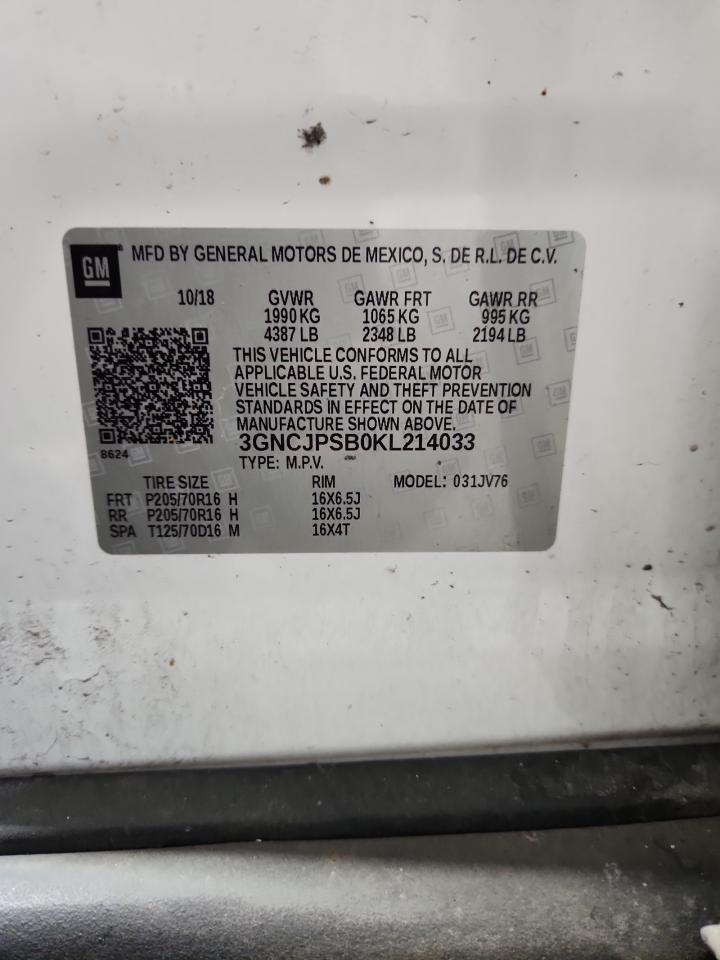 GM® MFD BY GENERAL MOTORS DE MEXICO, S. DE R.L. DE C.V.
10/18 GVWR GAWR FRT GAWR RR
1990 KG 1065 KG 995 KG
4387 LB 2348 LB 2194 LB
THIS VEHICLE CONFORMS TO ALL
APPLICABLE U.S. FEDERAL MOTOR
VEHICLE SAFETY AND THEFT PREVENTION
STANDARDS IN EFFECT ON THE DATE OF
MANUFACTURE SHOWN ABOVE.
3GNCJPSB0KL214033
8624
TYPE: M.P.V.
TIRE SIZE RIM MODEL: 031JV76
FRT P205/70R16 H 16X6.5J
RR P205/70R16 H 16X6.5J
SPA T125/70D16 M 16X4T